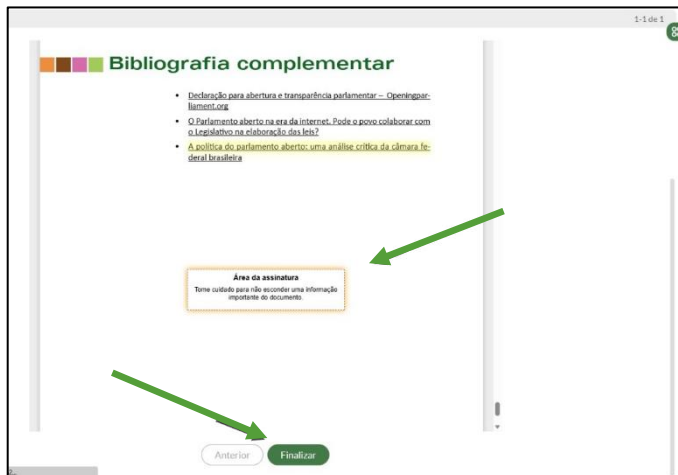 1-1 de 1
Bibliografia complementar
• Declaração para abertura e transparência parlamentar – Openingpar-
liament.org
• O Parlamento aberto na era da internet. Pode o povo colaborar com
o Legislativo na elaboração das leis?
• A política do parlamento aberto: uma análise crítica da câmara fe-
deral brasileira
Área da assinatura
Tome cuidado para não esconder uma informação
importante do documento.
Anterior
Finalizar